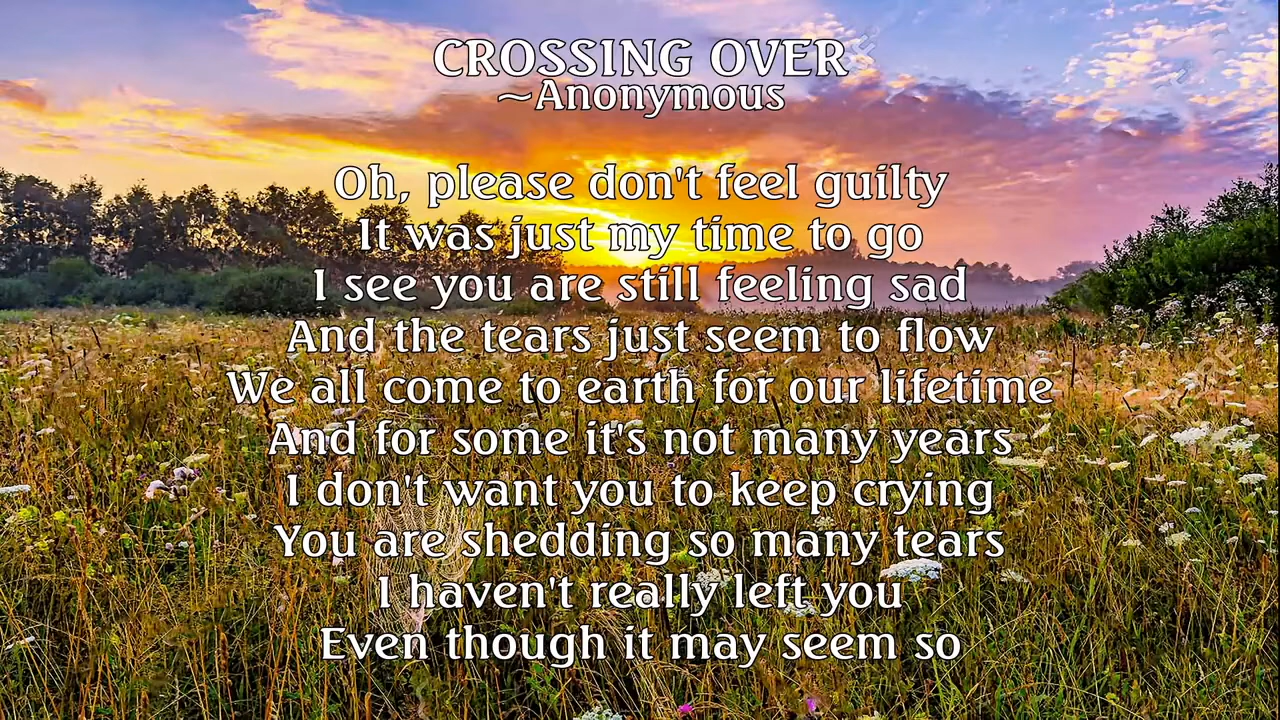 CROSSING OVER
~Anonymous
Oh, please don't feel guilty
It was just my time to go
I see you are still feeling sad
And the tears just seem to flow
We all come to earth for our lifetime
And for some it's not many years
I don't want you to keep crying
You are shedding so many tears
I haven't really left you
Even though it may seem so